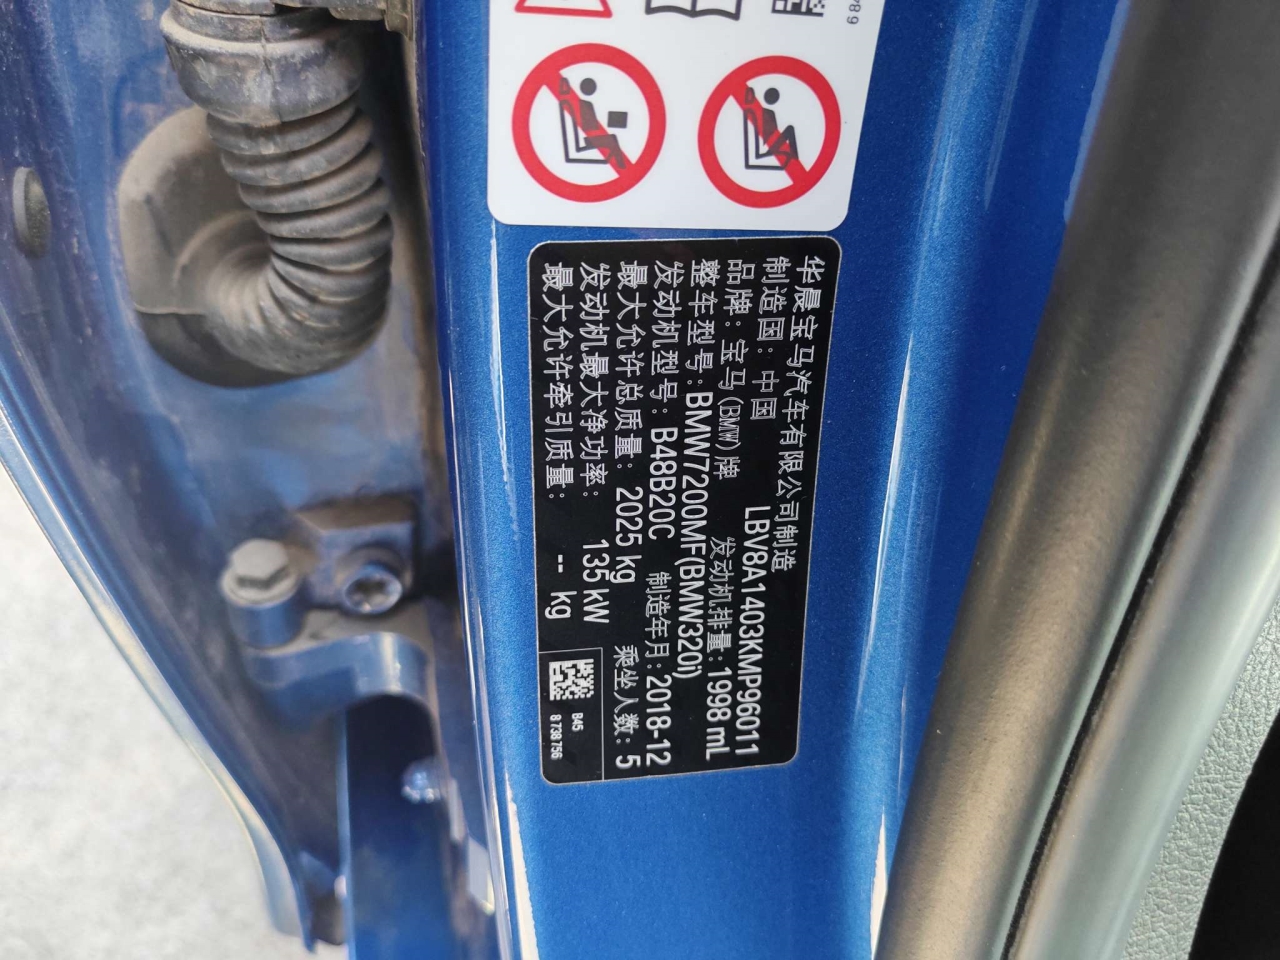 684
华晨宝马汽车有限公司制造
制造国：中国 LBV8A1403KMP96011
品牌：宝马(BMW)牌 发动机排量：1998 mL
整车型号：BMW7200MF(BMW320i)
发动机型号：B48B20C 制造年月：2018-12
最大允许总质量：2025 kg 乘坐人数：5
发动机最大净功率：135 kW
最大允许牵引质量：-- kg
B45
8738756